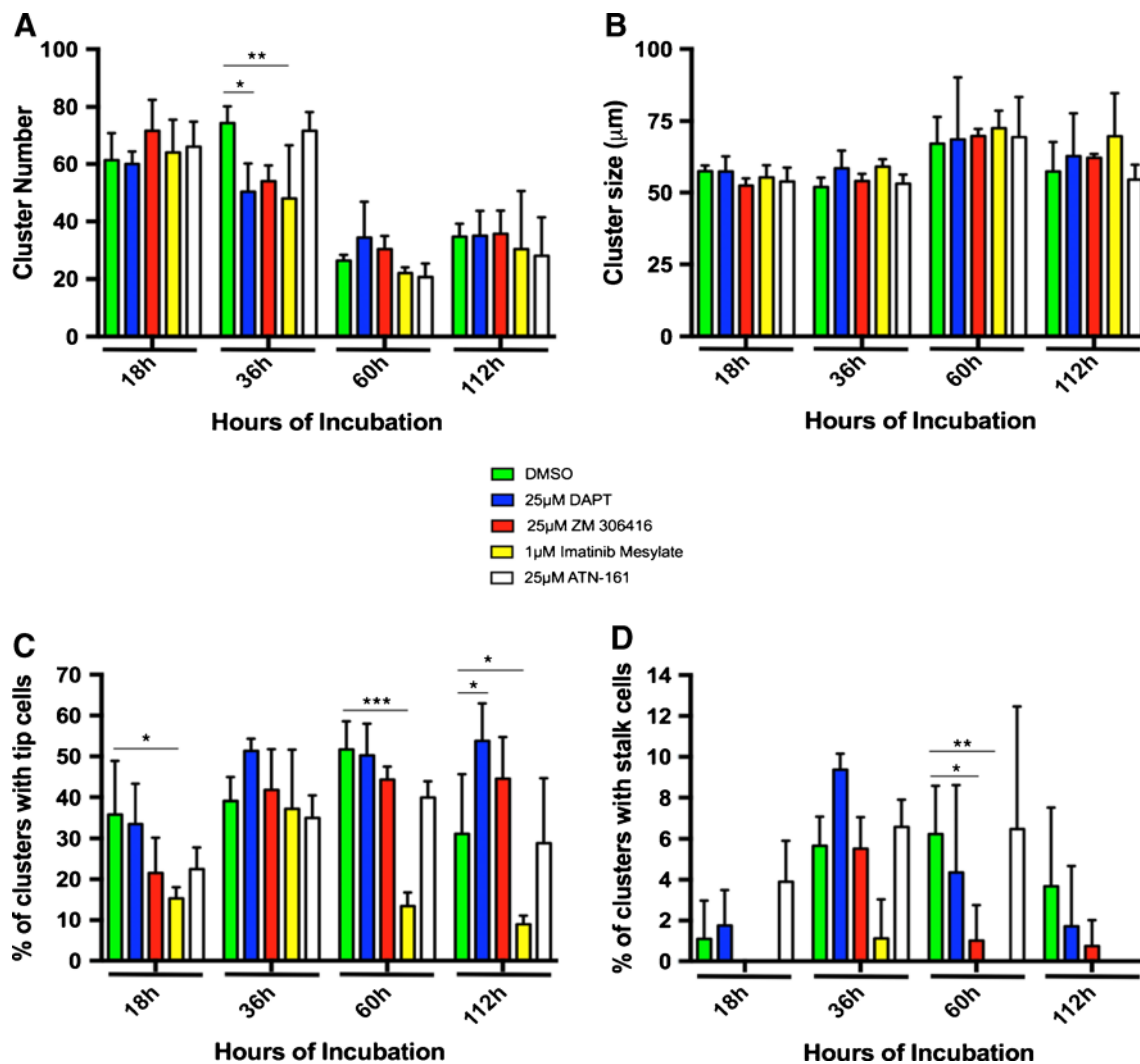 A
Cluster Number
100
80
60
40
20
0
**
*
18h
36h
60h
112h
Hours of Incubation
B
Cluster size (μm)
100
75
50
25
0
18h
36h
60h
112h
Hours of Incubation
DMSO
25μM DAPT
25μM ZM 306416
1μM Imatinib Mesylate
25μM ATN-161
C
% of clusters with tip cells
70
60
50
40
30
20
10
0
*
***
*
*
18h
36h
60h
112h
Hours of Incubation
D
% of clusters with stalk cells
14
12
10
8
6
4
2
0
**
*
18h
36h
60h
112h
Hours of Incubation